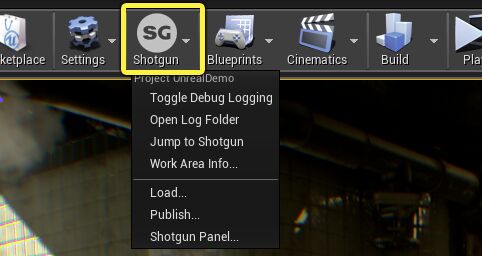 ketplace
Settings
SG
Shotgun
Blueprints
Cinematics
Build
Pla
Project UnrealDemo
Toggle Debug Logging
Open Log Folder
Jump to Shotgun
Work Area Info...
Load...
Publish...
Shotgun Panel...